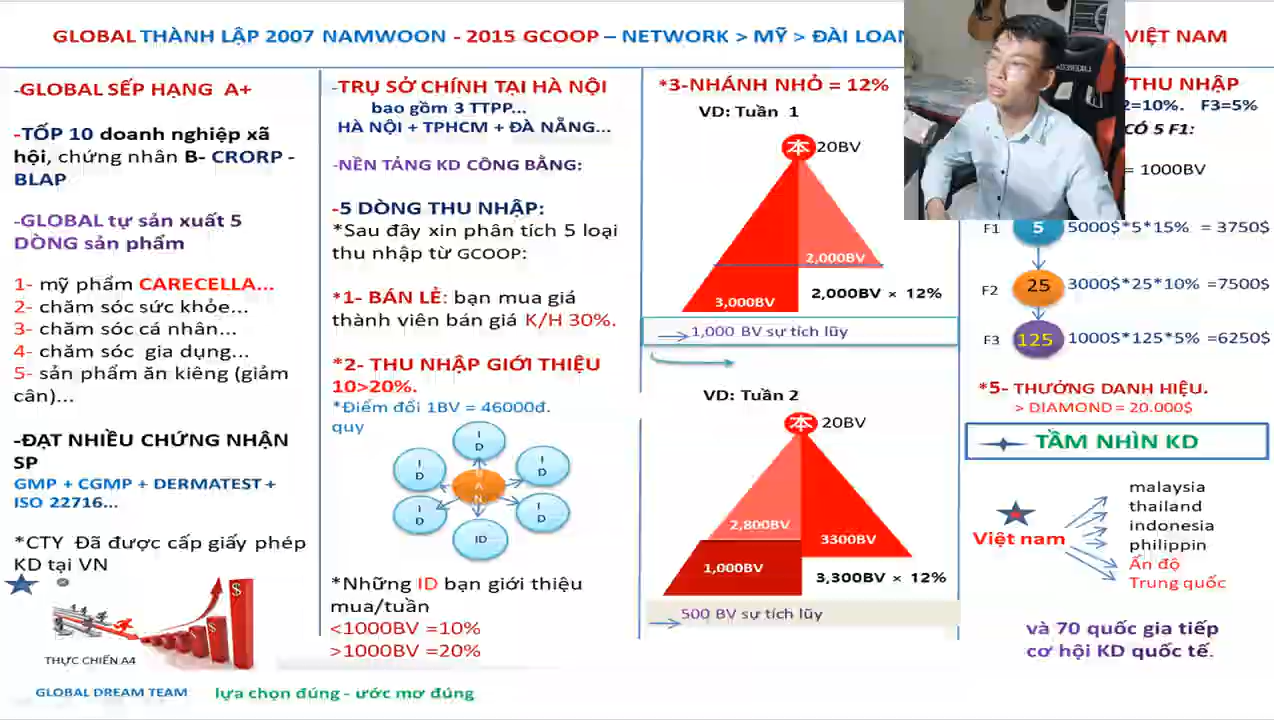 GLOBAL THÀNH LẬP 2007 NAMWOON - 2015 GCOOP – NETWORK > MỸ > ĐÀI LOAN
VIỆT NAM
-GLOBAL SẾP HẠNG A+
-TỐP 10 doanh nghiệp xã
hội, chứng nhân B- CRORP -
BLAP
-GLOBAL tự sản xuất 5
DÒNG sản phẩm
1- mỹ phẩm CARECELLA...
2- chăm sóc sức khỏe...
3- chăm sóc cá nhân...
4- chăm sóc gia dụng...
5- sản phẩm ăn kiêng (giảm
cân)...
-ĐẠT NHIỀU CHỨNG NHẬN
SP
GMP + CGMP + DERMATEST +
ISO 22716...
*CTY Đã được cấp giấy phép
KD tại VN
$
$
THỰC CHIẾN A4
GLOBAL DREAM TEAM
lựa chọn đúng - ước mơ đúng
-TRỤ SỞ CHÍNH TẠI HÀ NỘI
bao gồm 3 TTPP...
HÀ NỘI + TPHCM + ĐÀ NẴNG...
-NỀN TẢNG KD CÔNG BẰNG:
-5 DÒNG THU NHẬP:
*Sau đây xin phân tích 5 loại
thu nhập từ GCOOP:
*1- BÁN LẺ: bạn mua giá
thành viên bán giá K/H 30%.
*2- THU NHẬP GIỚI THIỆU
10>20%.
*Điểm đổi 1BV = 46000đ.
quy
ID
ID
ID
ID
ID
ID
*Những ID bạn giới thiệu
mua/tuần
<1000BV =10%
>1000BV =20%
*3-NHÁNH NHỎ = 12%
VD: Tuần 1
本 20BV
2,000BV
3,000BV
2,000BV × 12%
1,000 BV sự tích lũy
VD: Tuần 2
本 20BV
2,800BV
3300BV
1,000BV
3,300BV × 12%
500 BV sự tích lũy
THU NHẬP
2=10%. F3=5%
CÓ 5 F1:
= 1000BV
F1 5 5000$*5*15% = 3750$
F2 25 3000$*25*10% =7500$
F3 125 1000$*125*5% =6250$
*5- THƯỞNG DANH HIỆU.
> DIAMOND = 20.000$
TẦM NHÌN KD
Việt nam
malaysia
thailand
indonesia
philippin
Ấn độ
Trung quốc
và 70 quốc gia tiếp
cơ hội KD quốc tế.